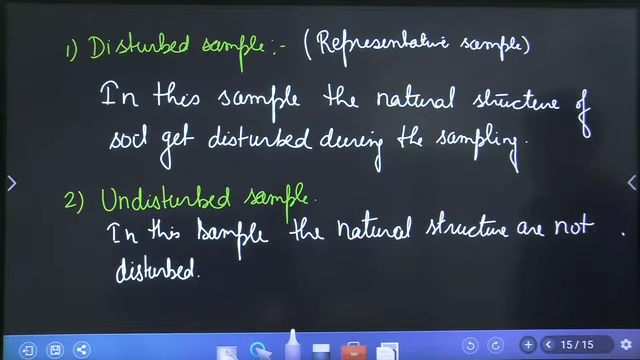 1) Disturbed sample :- (Representative sample)
In this sample the natural structure of
soil get disturbed during the sampling.
2) Undisturbed sample.
In this sample the natural structure are not
disturbed.
15/15